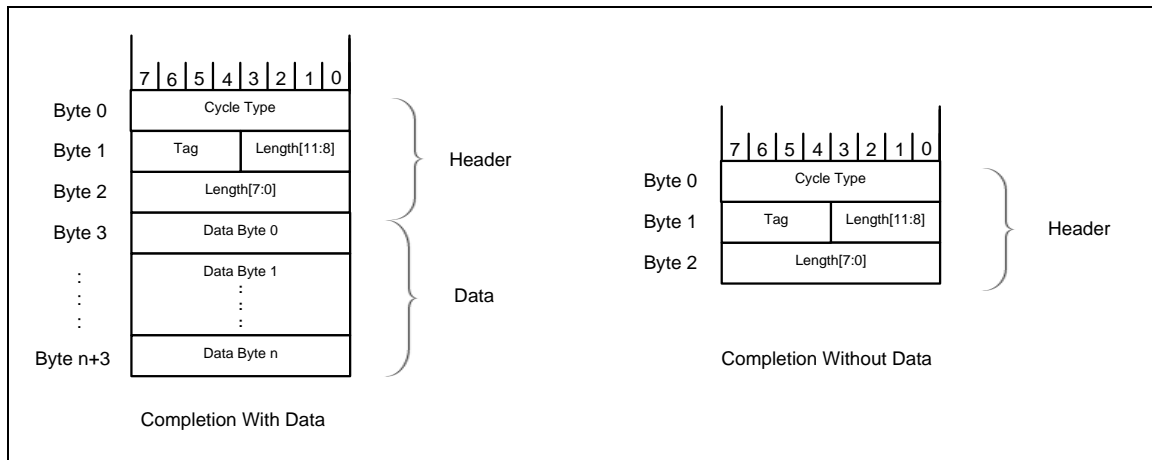 7 6 5 4 3 2 1 0
Byte 0 Cycle Type
Byte 1 Tag Length[11:8]
Header
Byte 2 Length[7:0]
Byte 3 Data Byte 0
Data Byte 1
Data
Byte n+3 Data Byte n
Completion With Data
7 6 5 4 3 2 1 0
Byte 0 Cycle Type
Byte 1 Tag Length[11:8]
Header
Byte 2 Length[7:0]
Completion Without Data